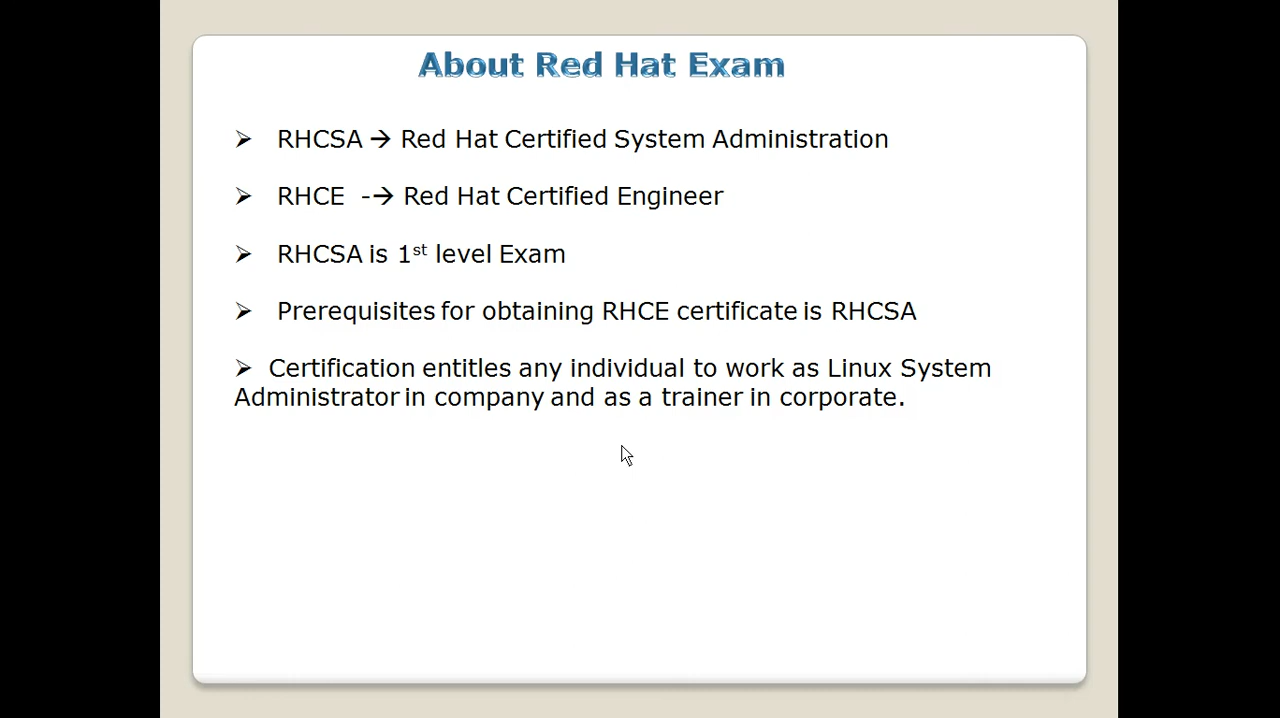 About Red Hat Exam
➢ RHCSA → Red Hat Certified System Administration
➢ RHCE -→ Red Hat Certified Engineer
➢ RHCSA is 1st level Exam
➢ Prerequisites for obtaining RHCE certificate is RHCSA
➢ Certification entitles any individual to work as Linux System
Administrator in company and as a trainer in corporate.